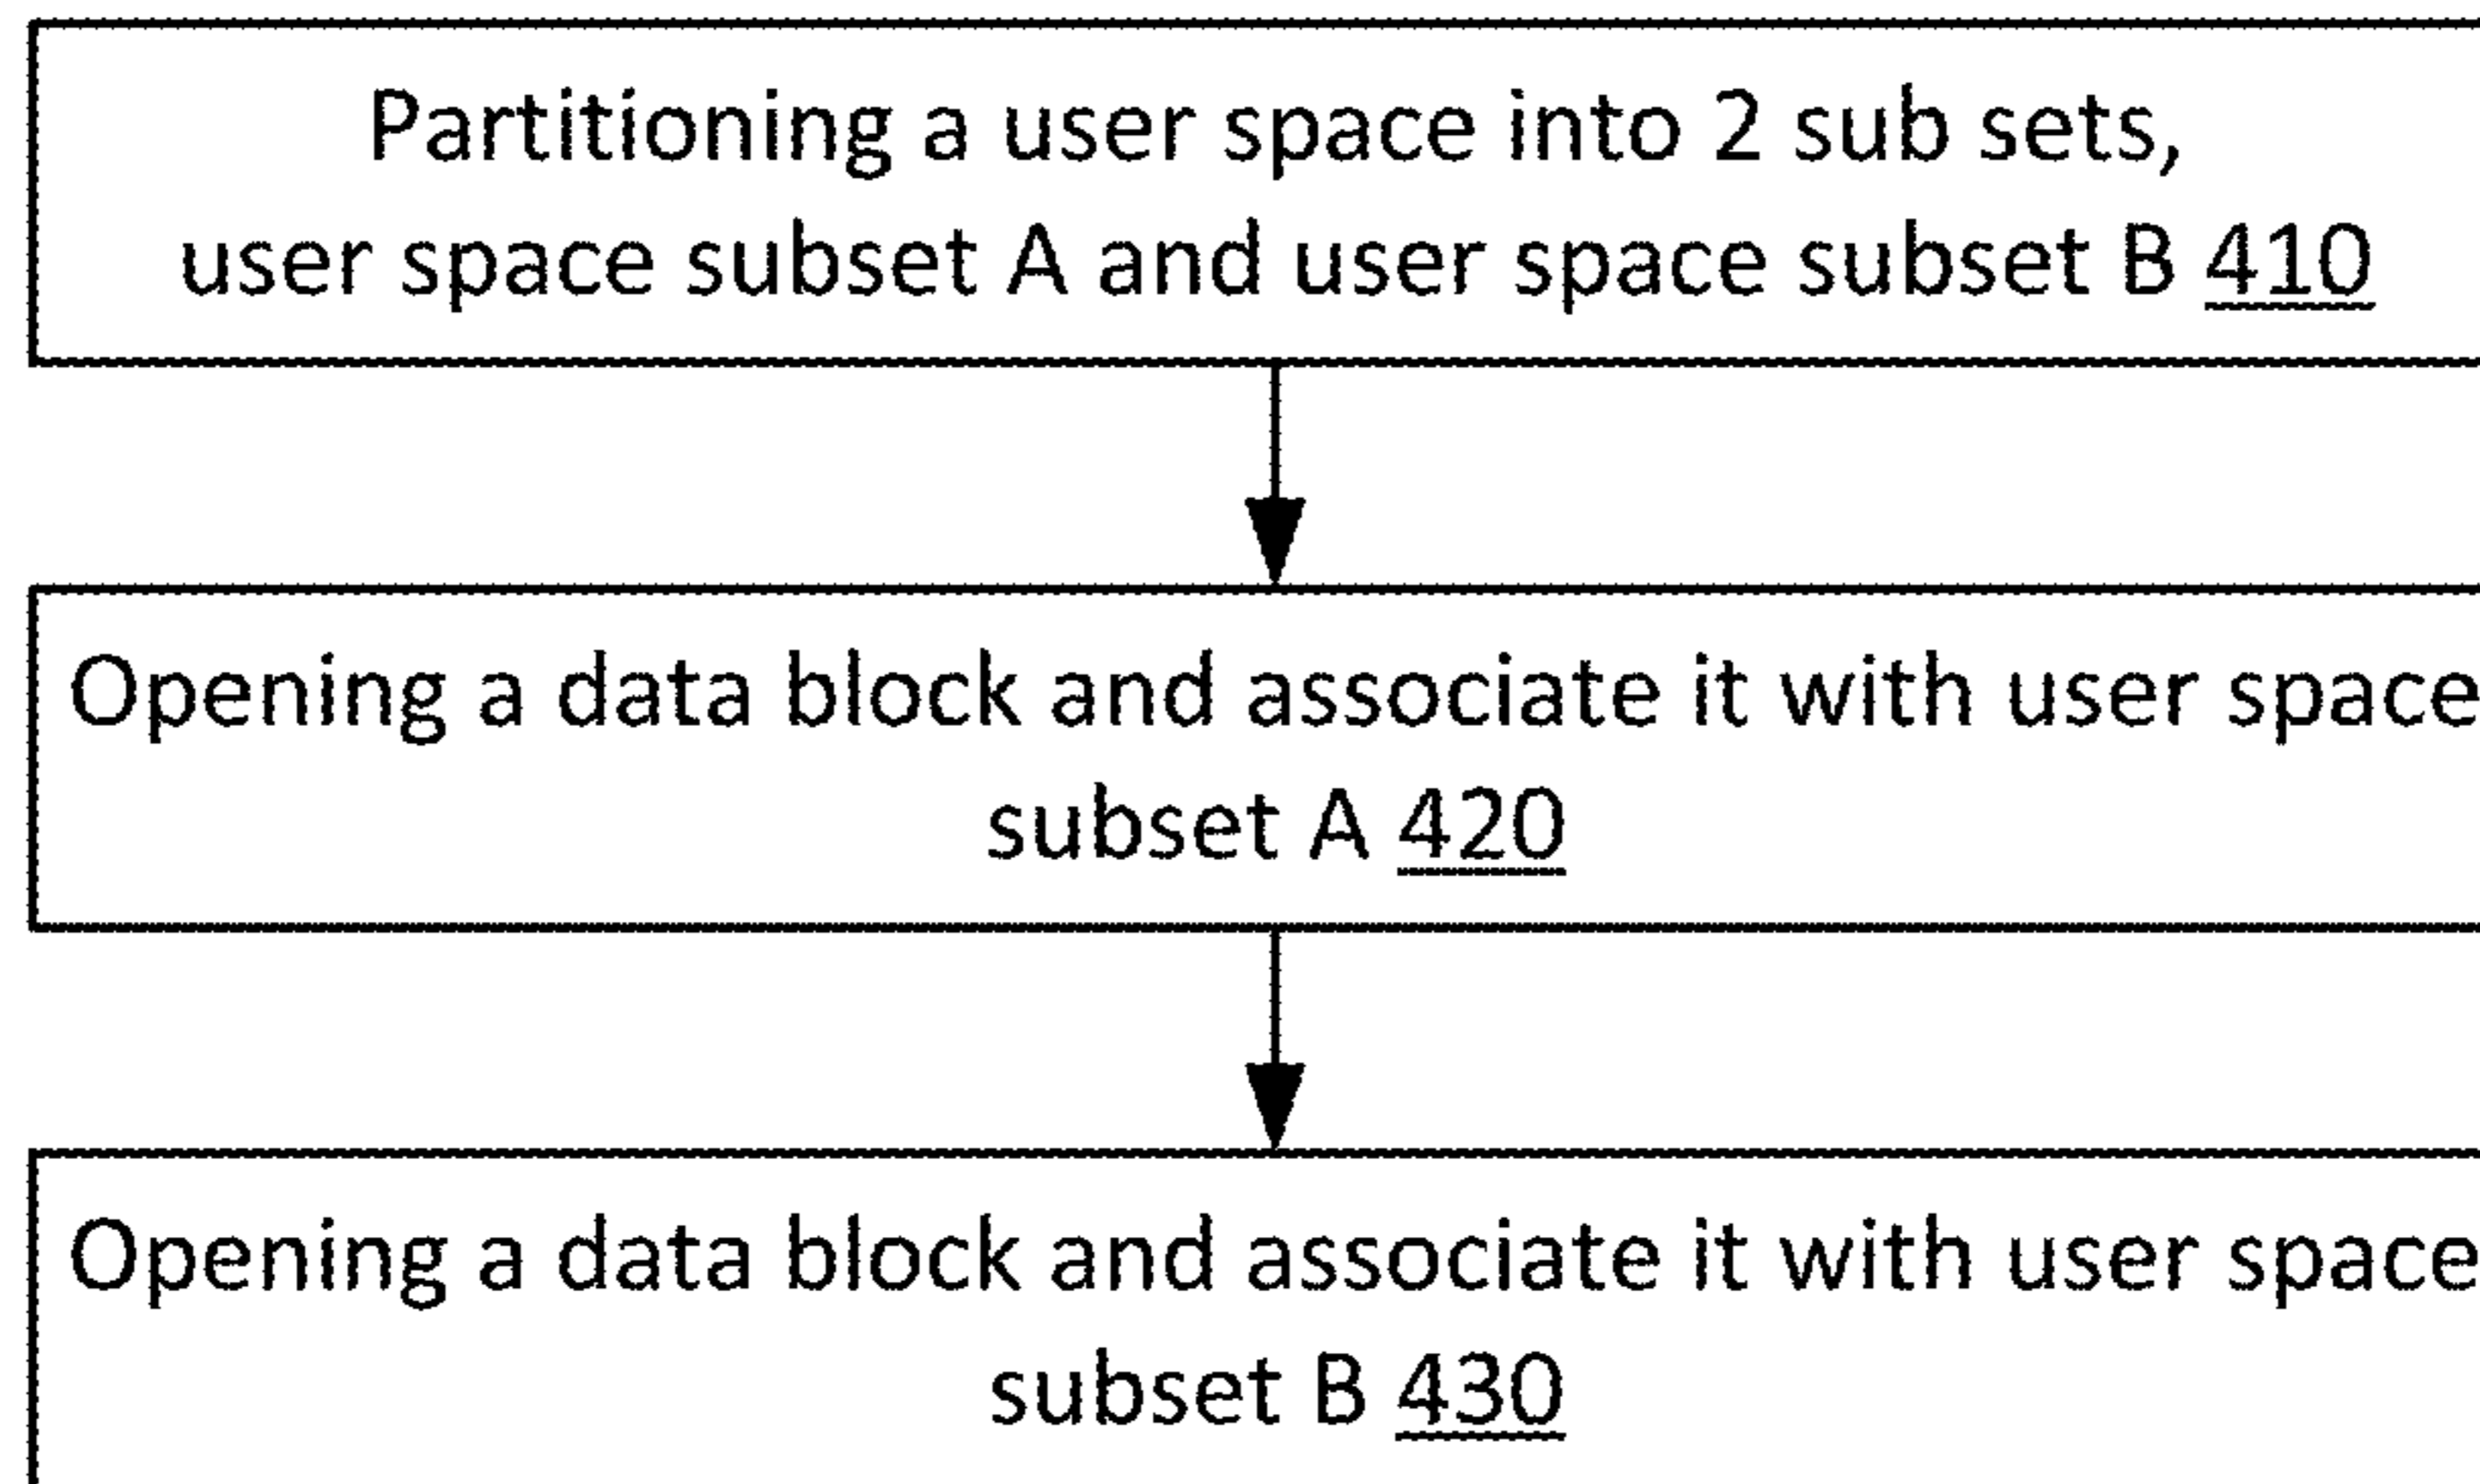 Partitioning a user space into 2 sub sets,
user space subset A and user space subset B 410
Opening a data block and associate it with user space
subset A 420
Opening a data block and associate it with user space
subset B 430